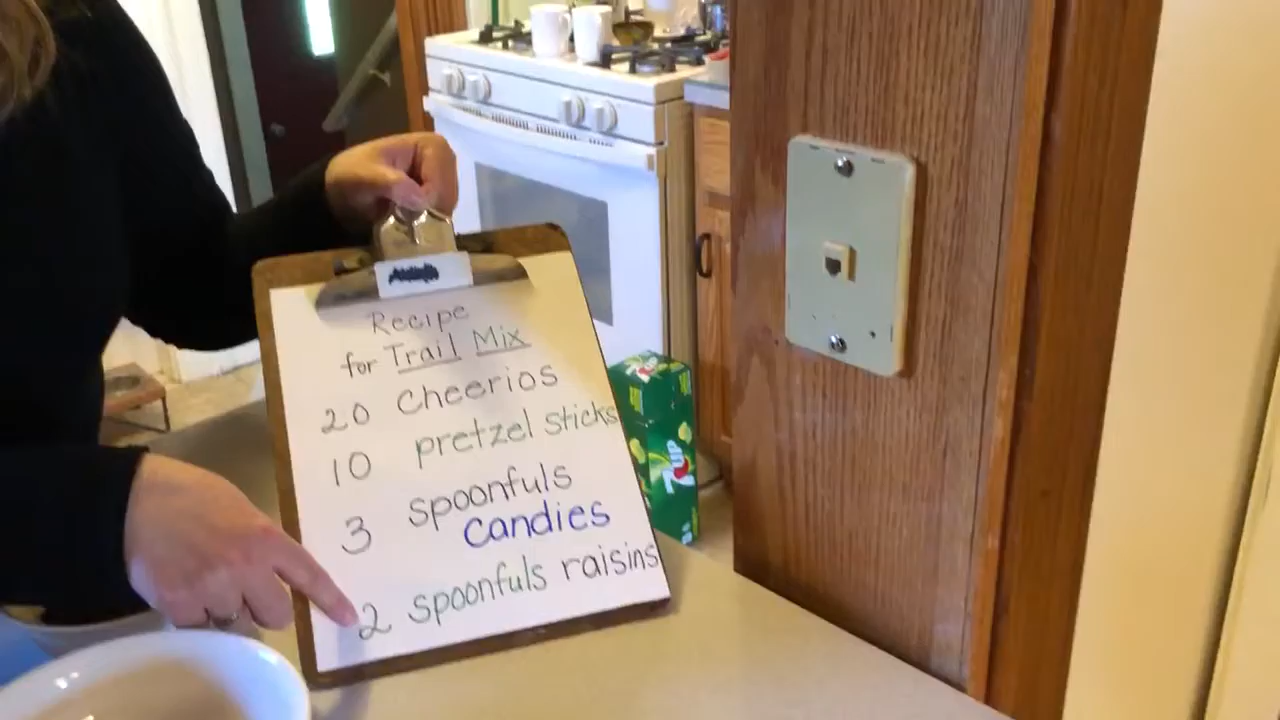 Recipe
for Trail Mix
20 Cheerios
10 pretzel sticks
3 spoonfuls
candies
2 spoonfuls raisins
7UP